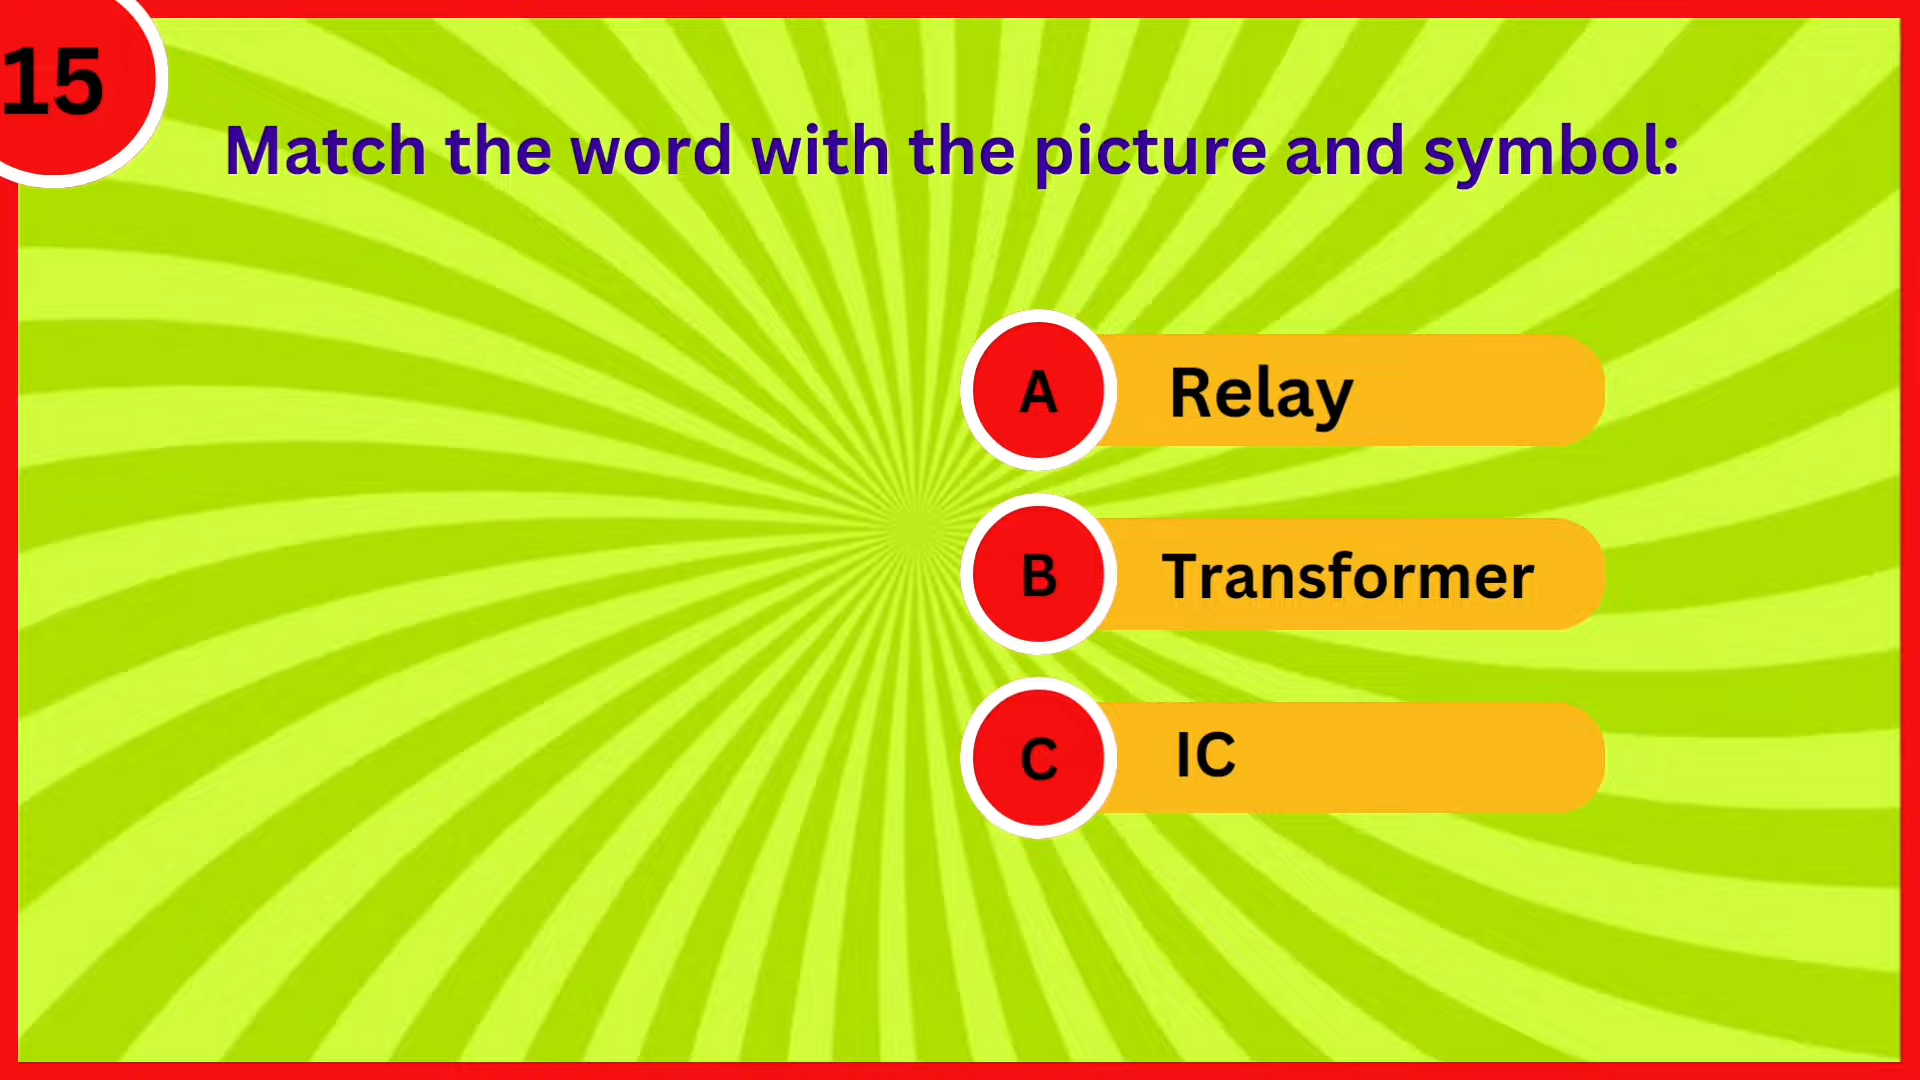 15
Match the word with the picture and symbol:
A Relay
B Transformer
C IC